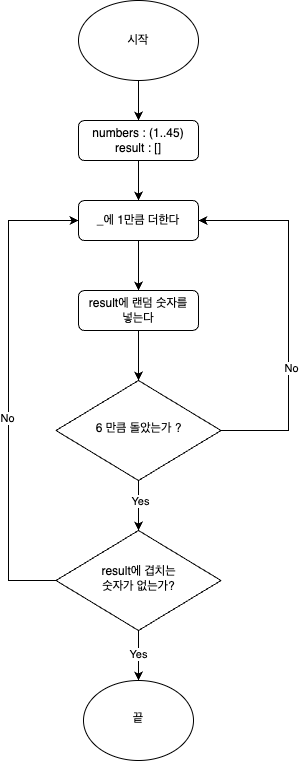 시작
numbers : (1..45)
result : []
_에 1만큼 더한다
result에 랜덤 숫자를
넣는다
6 만큼 돌았는가 ?
No
Yes
No
result에 겹치는
숫자가 없는가?
Yes
끝